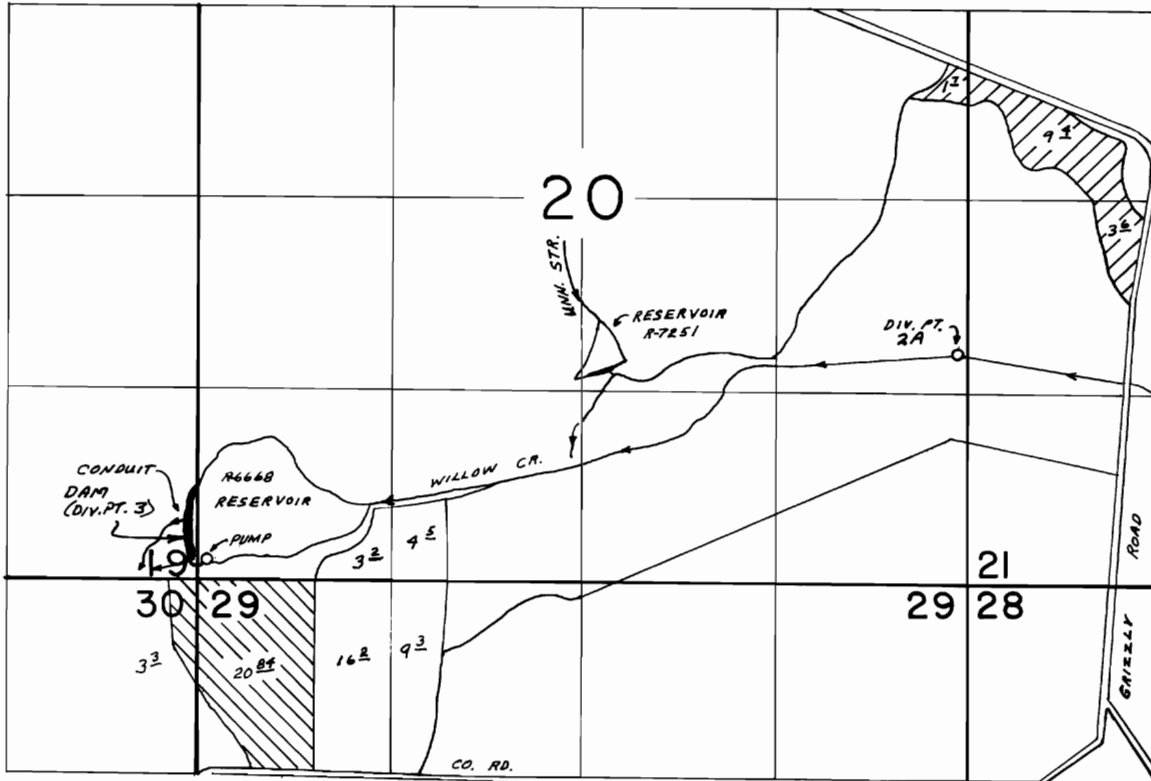 1 1
9 4
20
3 6
UNN. STR.
RESERVOIR
R-7251
DIV. PT.
2A
CONDUIT
DAM
(DIV. PT. 3)
R6668
RESERVOIR
WILLOW CR.
PUMP
3 2
4 5
19
21
30
29
29
28
ROAD
GRIZZLY
3 3
20 84
16 2
9 3
CO. RD.